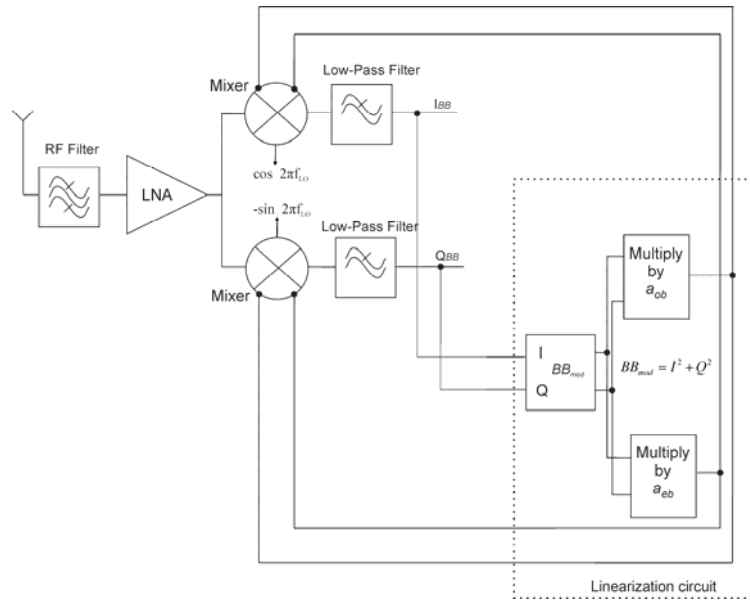 Low-Pass Filter
Mixer
I_BB
RF Filter
cos 2πf_LO
LNA
-sin 2πf_LO
Low-Pass Filter
Q_BB
Mixer
Multiply
by
a_ob
I
BB_mod
Q
BB_mod = I² + Q²
Multiply
by
a_eb
Linearization circuit